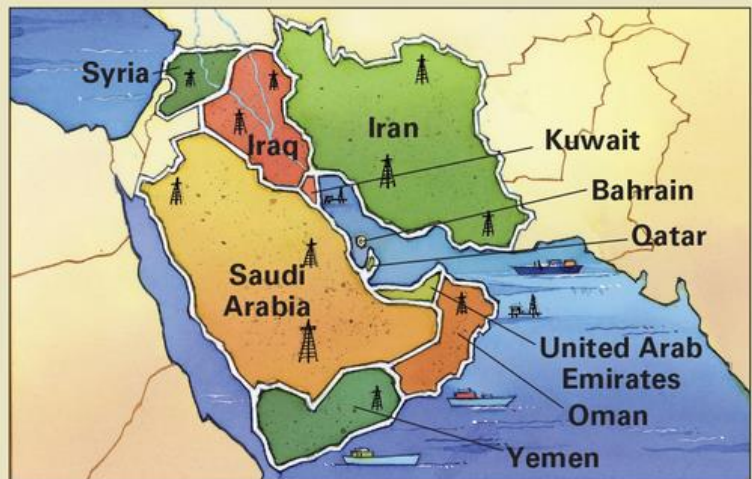 Syria
Iraq
Iran
Kuwait
Bahrain
Qatar
Saudi
Arabia
United Arab
Emirates
Oman
Yemen